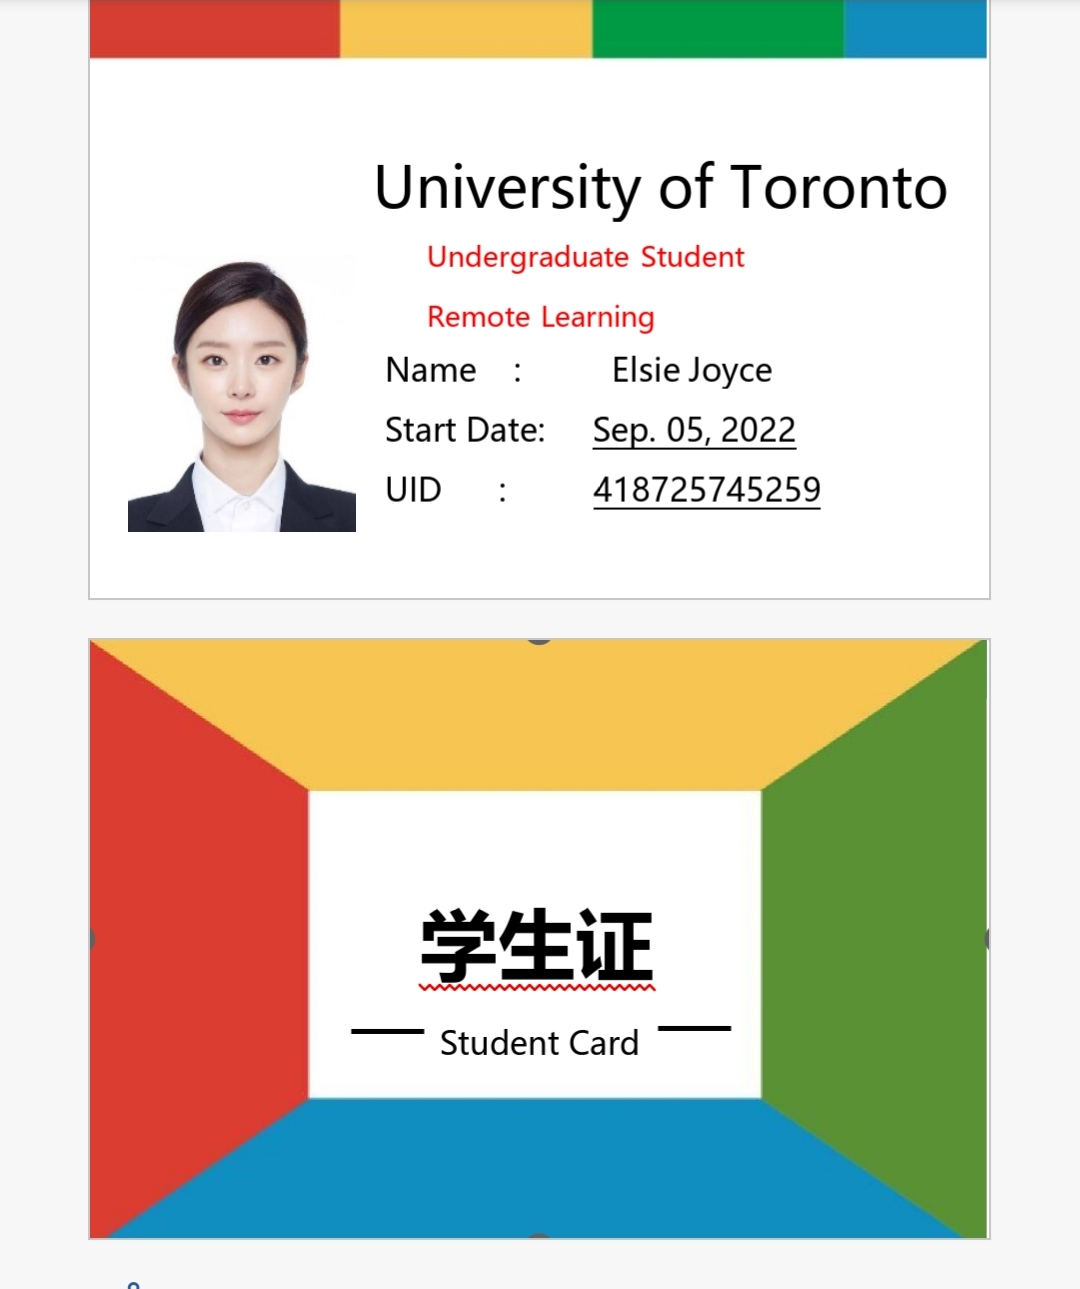 University of Toronto
Undergraduate Student
Remote Learning
Name : Elsie Joyce
Start Date: Sep. 05, 2022
UID : 418725745259
学生证
Student Card